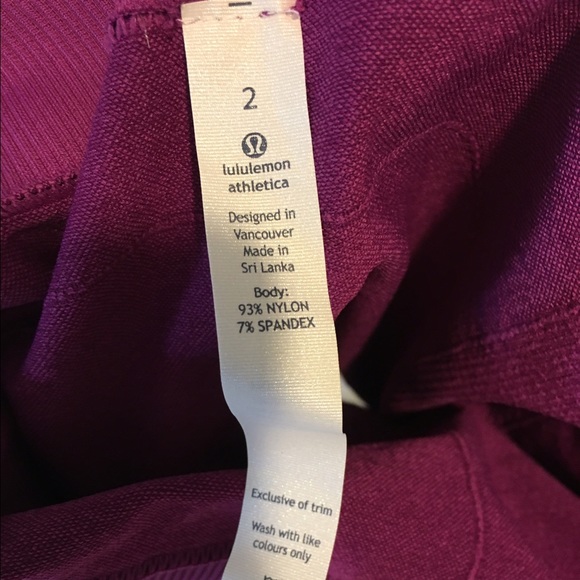 2
lululemon
athletica
Designed in
Vancouver
Made in
Sri Lanka
Body:
93% NYLON
7% SPANDEX
Exclusive of trim
Wash with like
colours only